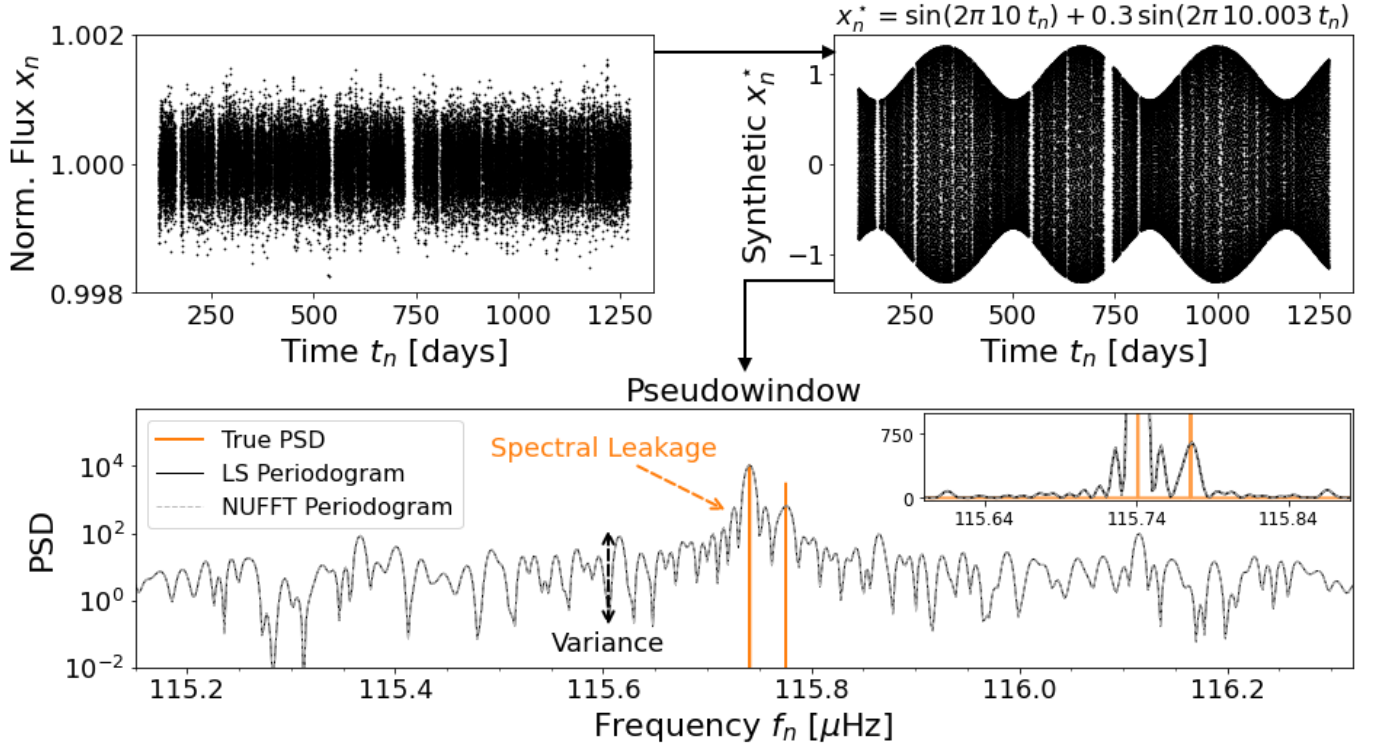 x_n^⋆ = sin(2π 10 t_n) + 0.3 sin(2π 10.003 t_n)
1.002
1.000
0.998
Norm. Flux x_n
250 500 750 1000 1250
Time t_n [days]
1
0
−1
Synthetic x_n^⋆
250 500 750 1000 1250
Time t_n [days]
Pseudowindow
True PSD
LS Periodogram
NUFFT Periodogram
Spectral Leakage
Variance
750
0
115.64 115.74 115.84
10^4
10^2
10^0
10^−2
PSD
115.2 115.4 115.6 115.8 116.0 116.2
Frequency f_n [μHz]